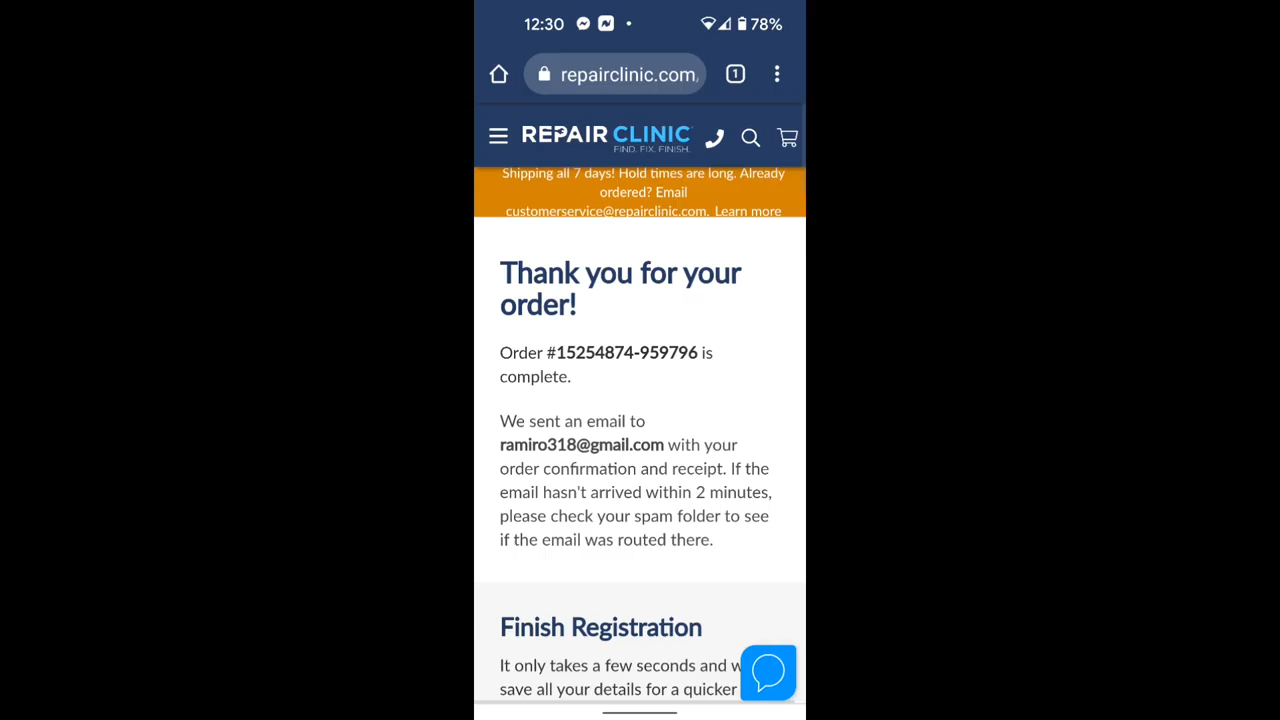 12:30 78%
repairclinic.com, 1
REPAIR CLINIC
FIND. FIX. FINISH.
Shipping all 7 days! Hold times are long. Already
ordered? Email
customerservice@repairclinic.com. Learn more
Thank you for your
order!
Order #15254874-959796 is
complete.
We sent an email to
ramiro318@gmail.com with your
order confirmation and receipt. If the
email hasn't arrived within 2 minutes,
please check your spam folder to see
if the email was routed there.
Finish Registration
It only takes a few seconds and w
save all your details for a quicker